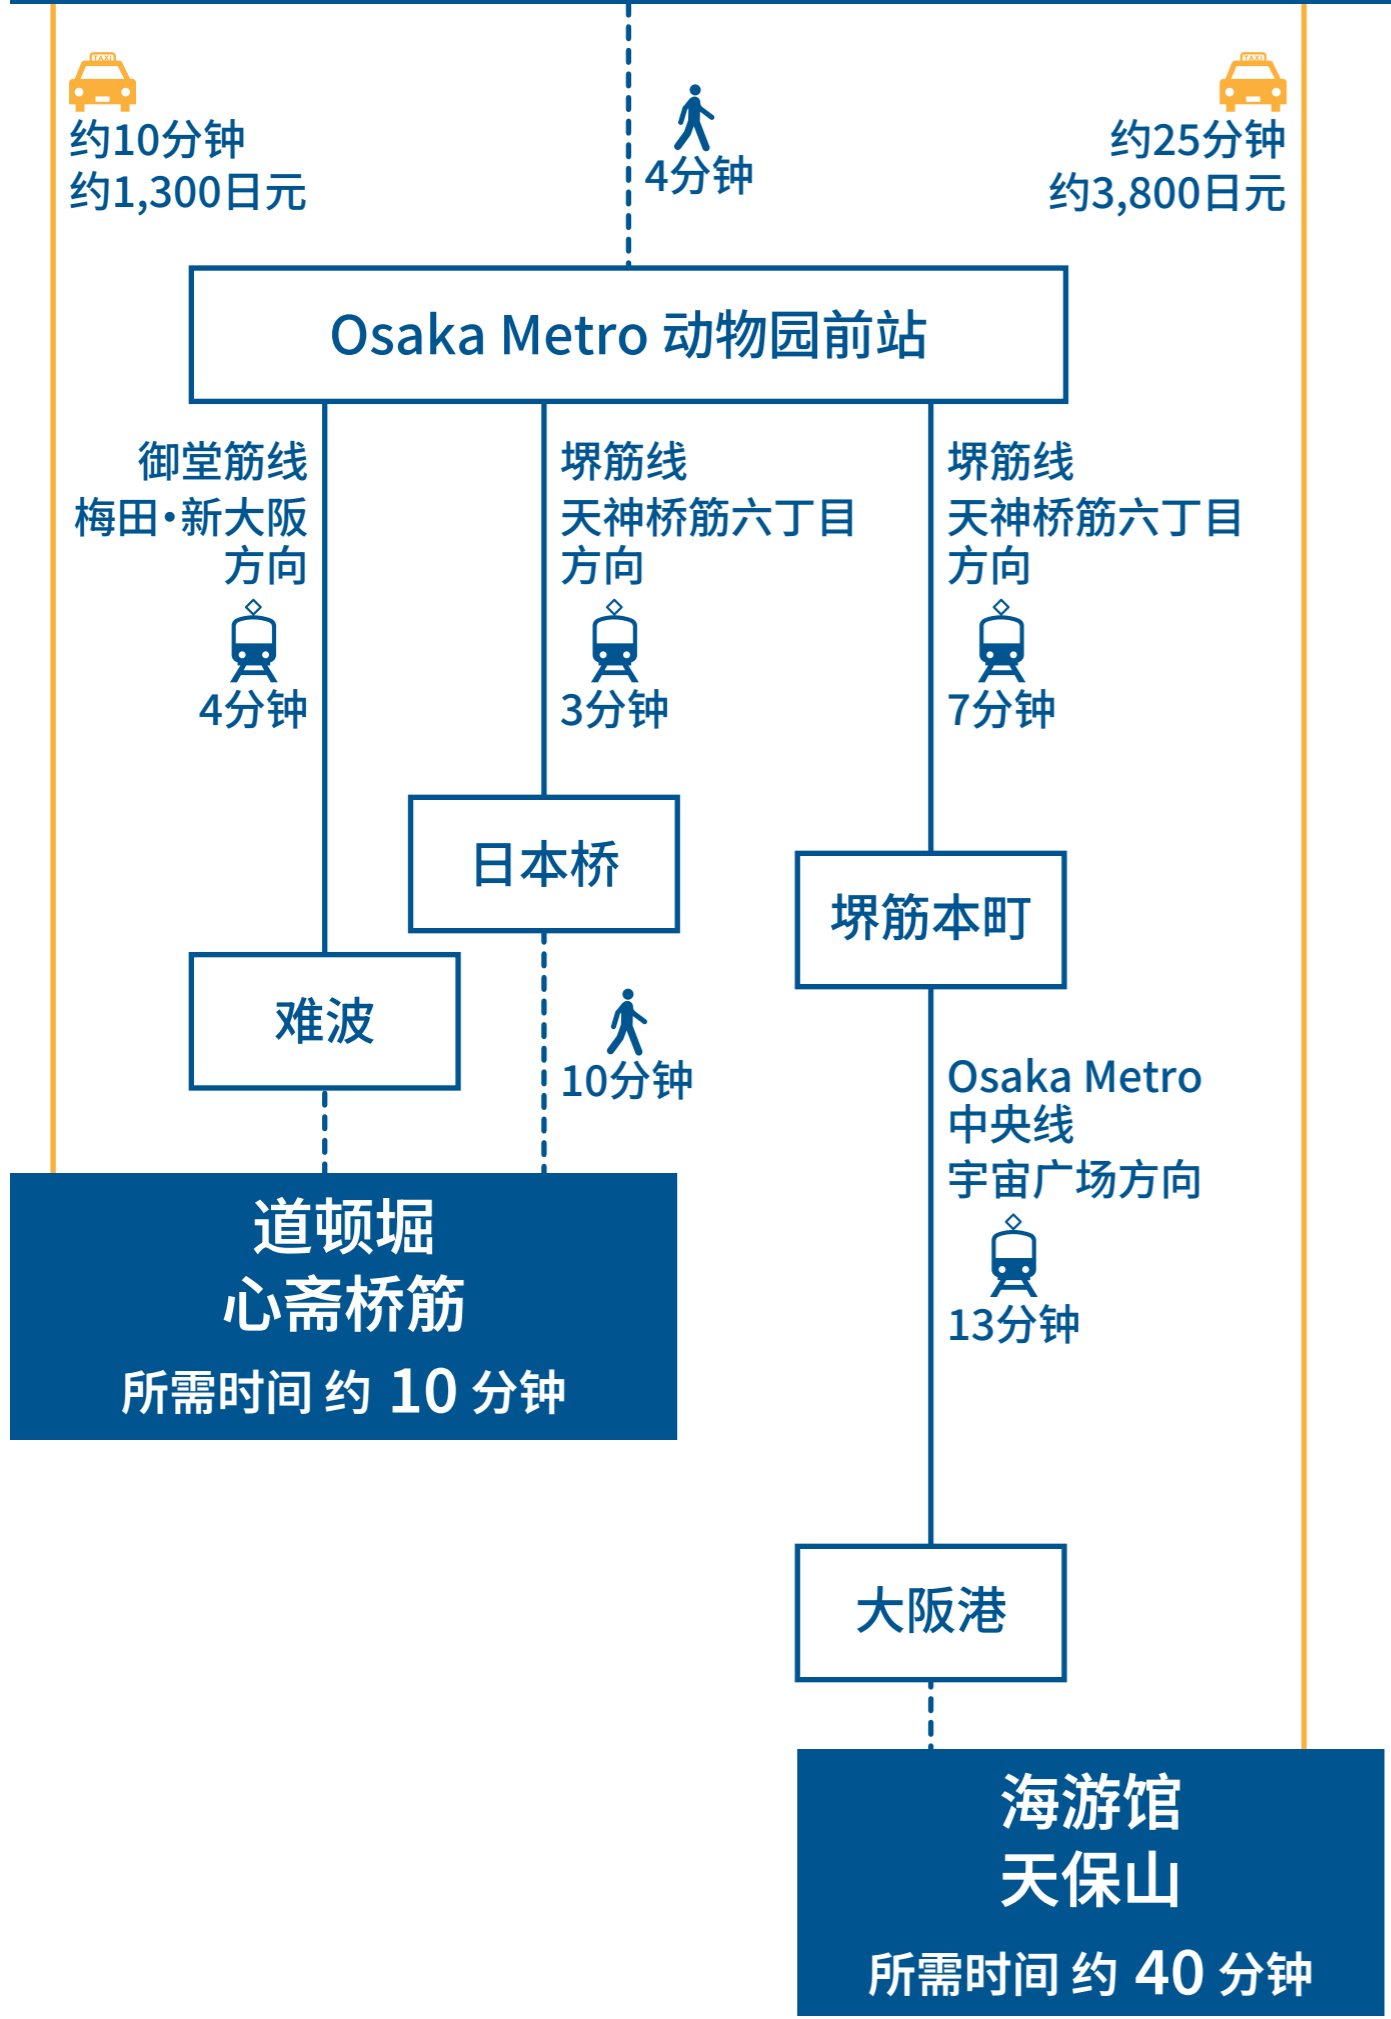 TAXI
约10分钟
约1,300日元
4分钟
TAXI
约25分钟
约3,800日元
Osaka Metro 动物园前站
御堂筋线
梅田·新大阪
方向
4分钟
堺筋线
天神桥筋六丁目
方向
3分钟
堺筋线
天神桥筋六丁目
方向
7分钟
日本桥
堺筋本町
难波
10分钟
Osaka Metro
中央线
宇宙广场方向
13分钟
道顿堀
心斋桥筋
所需时间 约 10 分钟
大阪港
海游馆
天保山
所需时间 约 40 分钟